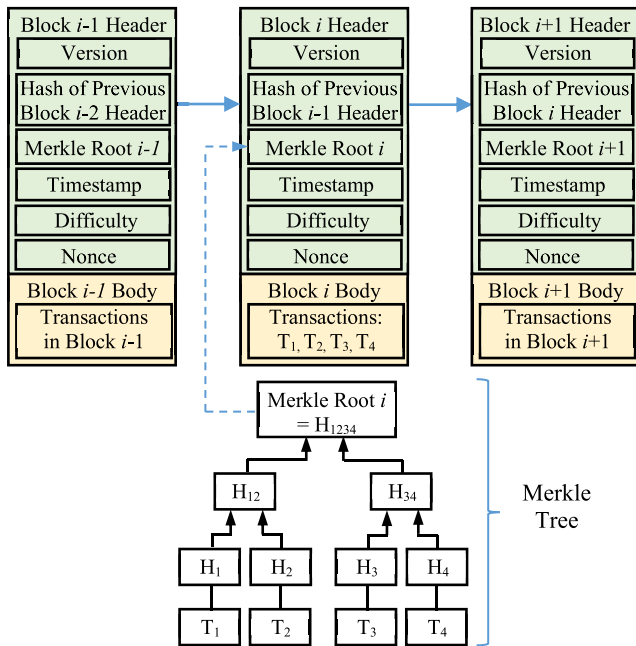 Block i-1 Header
Version
Hash of Previous
Block i-2 Header
Merkle Root i-1
Timestamp
Difficulty
Nonce
Block i-1 Body
Transactions
in Block i-1
Block i Header
Version
Hash of Previous
Block i-1 Header
Merkle Root i
Timestamp
Difficulty
Nonce
Block i Body
Transactions:
T₁, T₂, T₃, T₄
Block i+1 Header
Version
Hash of Previous
Block i Header
Merkle Root i+1
Timestamp
Difficulty
Nonce
Block i+1 Body
Transactions
in Block i+1
Merkle Root i
= H₁₂₃₄
H₁₂
H₃₄
H₁
H₂
H₃
H₄
T₁
T₂
T₃
T₄
Merkle
Tree